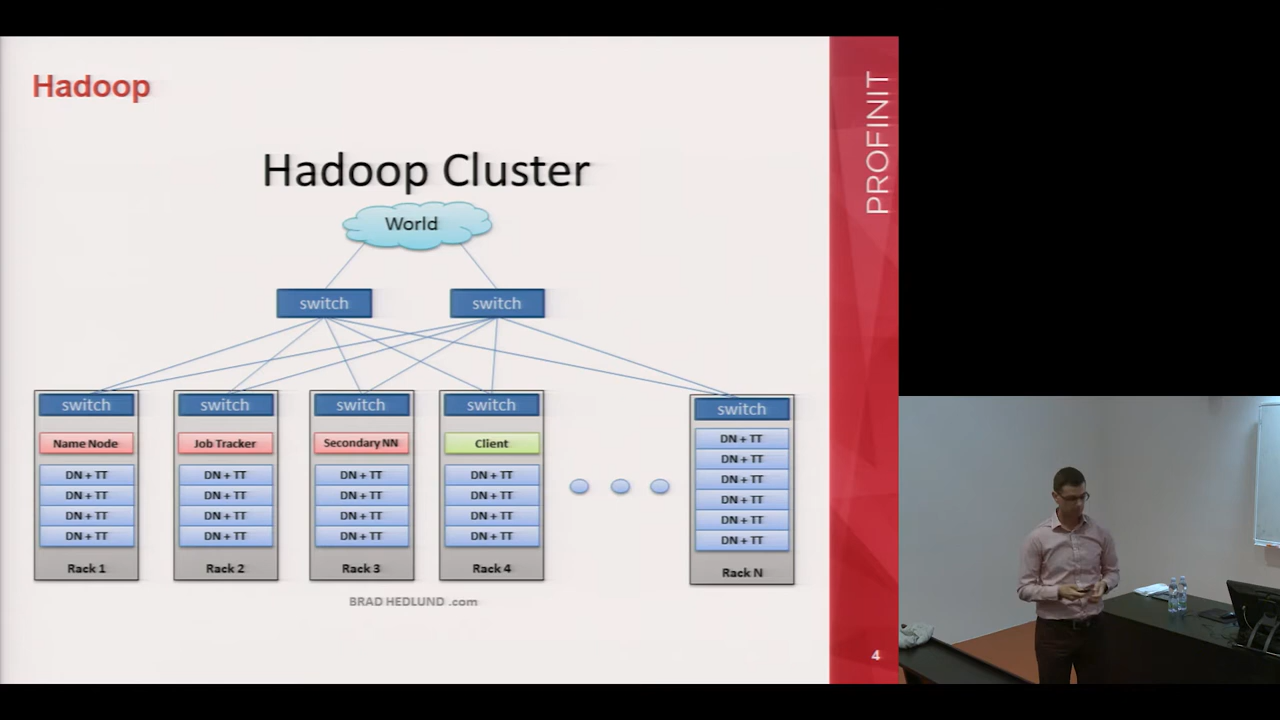 Hadoop
PROFINIT
Hadoop Cluster
World
switch switch
switch switch switch switch switch
Name Node Job Tracker Secondary NN Client DN + TT
DN + TT
DN + TT DN + TT DN + TT DN + TT DN + TT
DN + TT DN + TT DN + TT DN + TT DN + TT
DN + TT DN + TT DN + TT DN + TT DN + TT
DN + TT DN + TT DN + TT DN + TT DN + TT
Rack 1 Rack 2 Rack 3 Rack 4 Rack N
BRAD HEDLUND .com
4